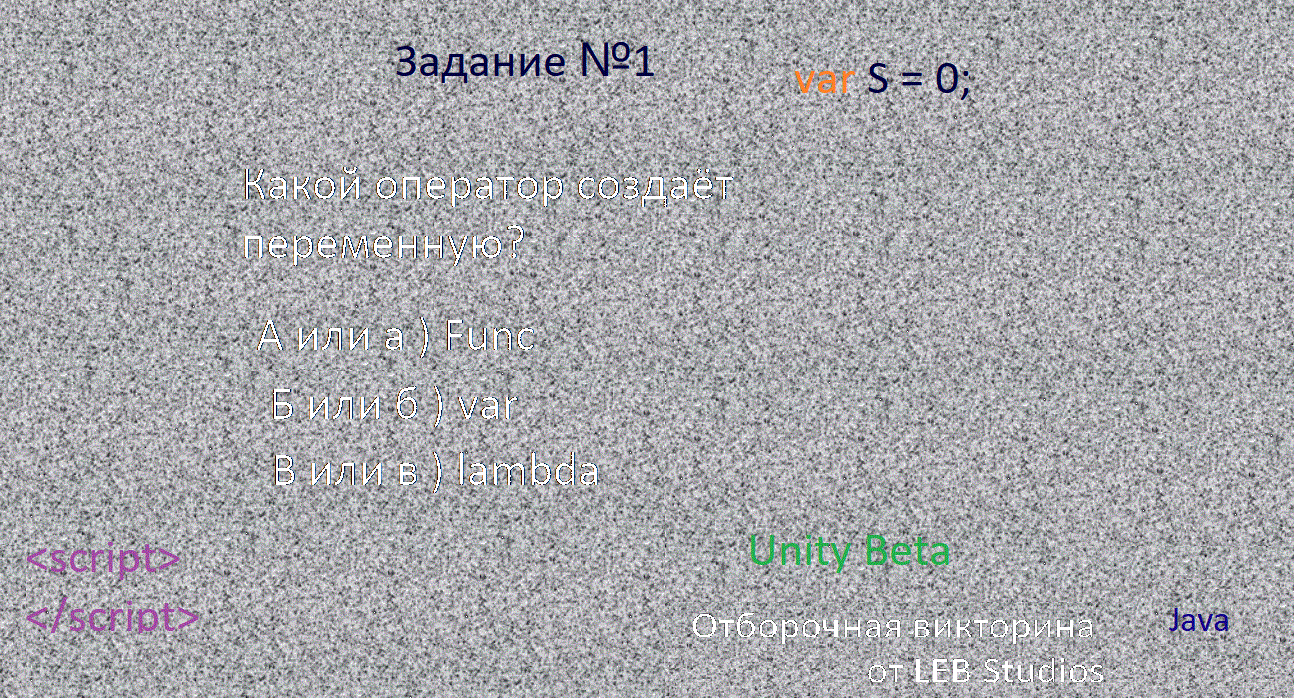 Задание №1
var S = 0;
Какой оператор создаёт
переменную?
А или а ) Func
Б или б ) var
В или в ) lambda
<script>
</script>
Unity Beta
Отборочная викторина
от LEB Studios
Java